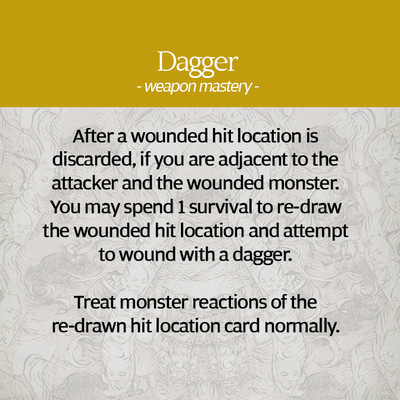 Dagger
- weapon mastery -
After a wounded hit location is
discarded, if you are adjacent to the
attacker and the wounded monster.
You may spend 1 survival to re-draw
the wounded hit location and attempt
to wound with a dagger.
Treat monster reactions of the
re-drawn hit location card normally.